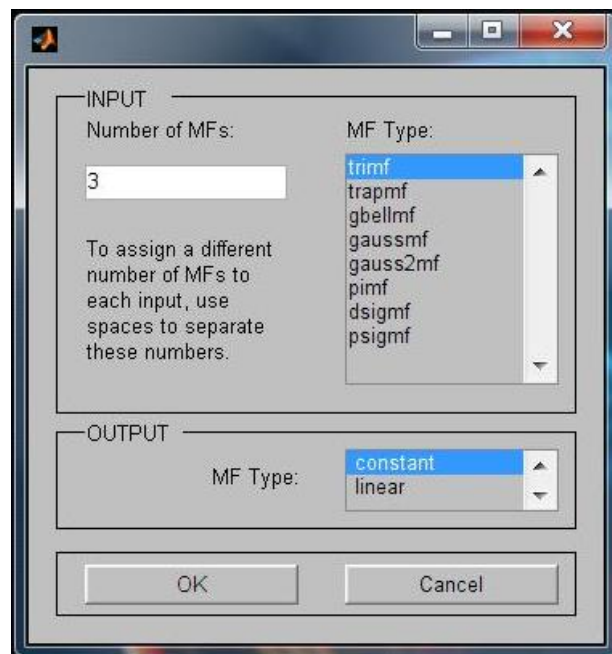 INPUT
Number of MFs:
3
To assign a different
number of MFs to
each input, use
spaces to separate
these numbers.
MF Type:
trimf
trapmf
gbellmf
gaussmf
gauss2mf
pimf
dsigmf
psigmf
OUTPUT
MF Type:
constant
linear
OK
Cancel